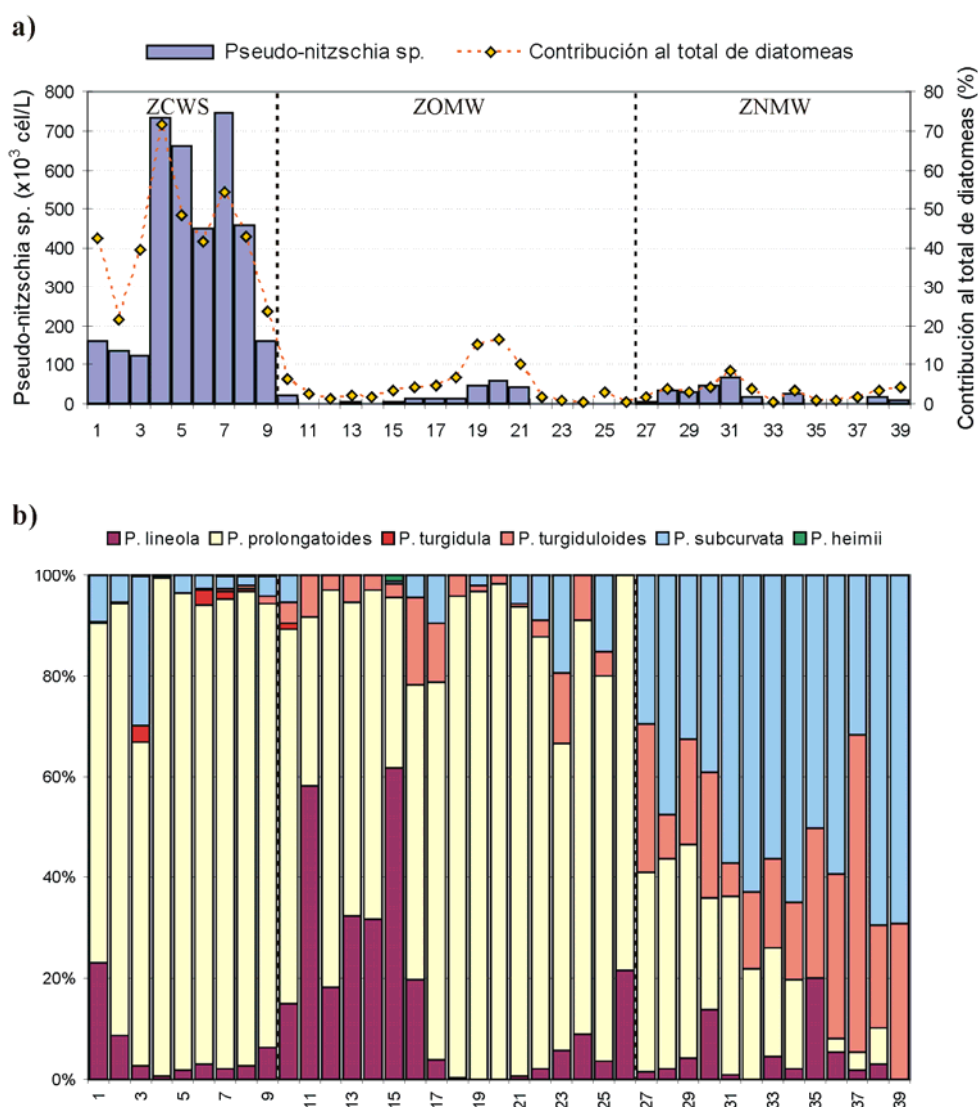 a)
Pseudo-nitzschia sp. Contribución al total de diatomeas
ZCWS ZOMW ZNMW
Pseudo-nitzschia sp. (x10³ cél/L)
800
700
600
500
400
300
200
100
0
80
70
60
50
40
30
20
10
0
Contribución al total de diatomeas (%)
1 3 5 7 9 11 13 15 17 19 21 23 25 27 29 31 33 35 37 39
b)
P. lineola P. prolongatoides P. turgidula P. turgiduloides P. subcurvata P. heimii
100%
80%
60%
40%
20%
0%
1 3 5 7 9 11 13 15 17 19 21 23 25 27 29 31 33 35 37 39